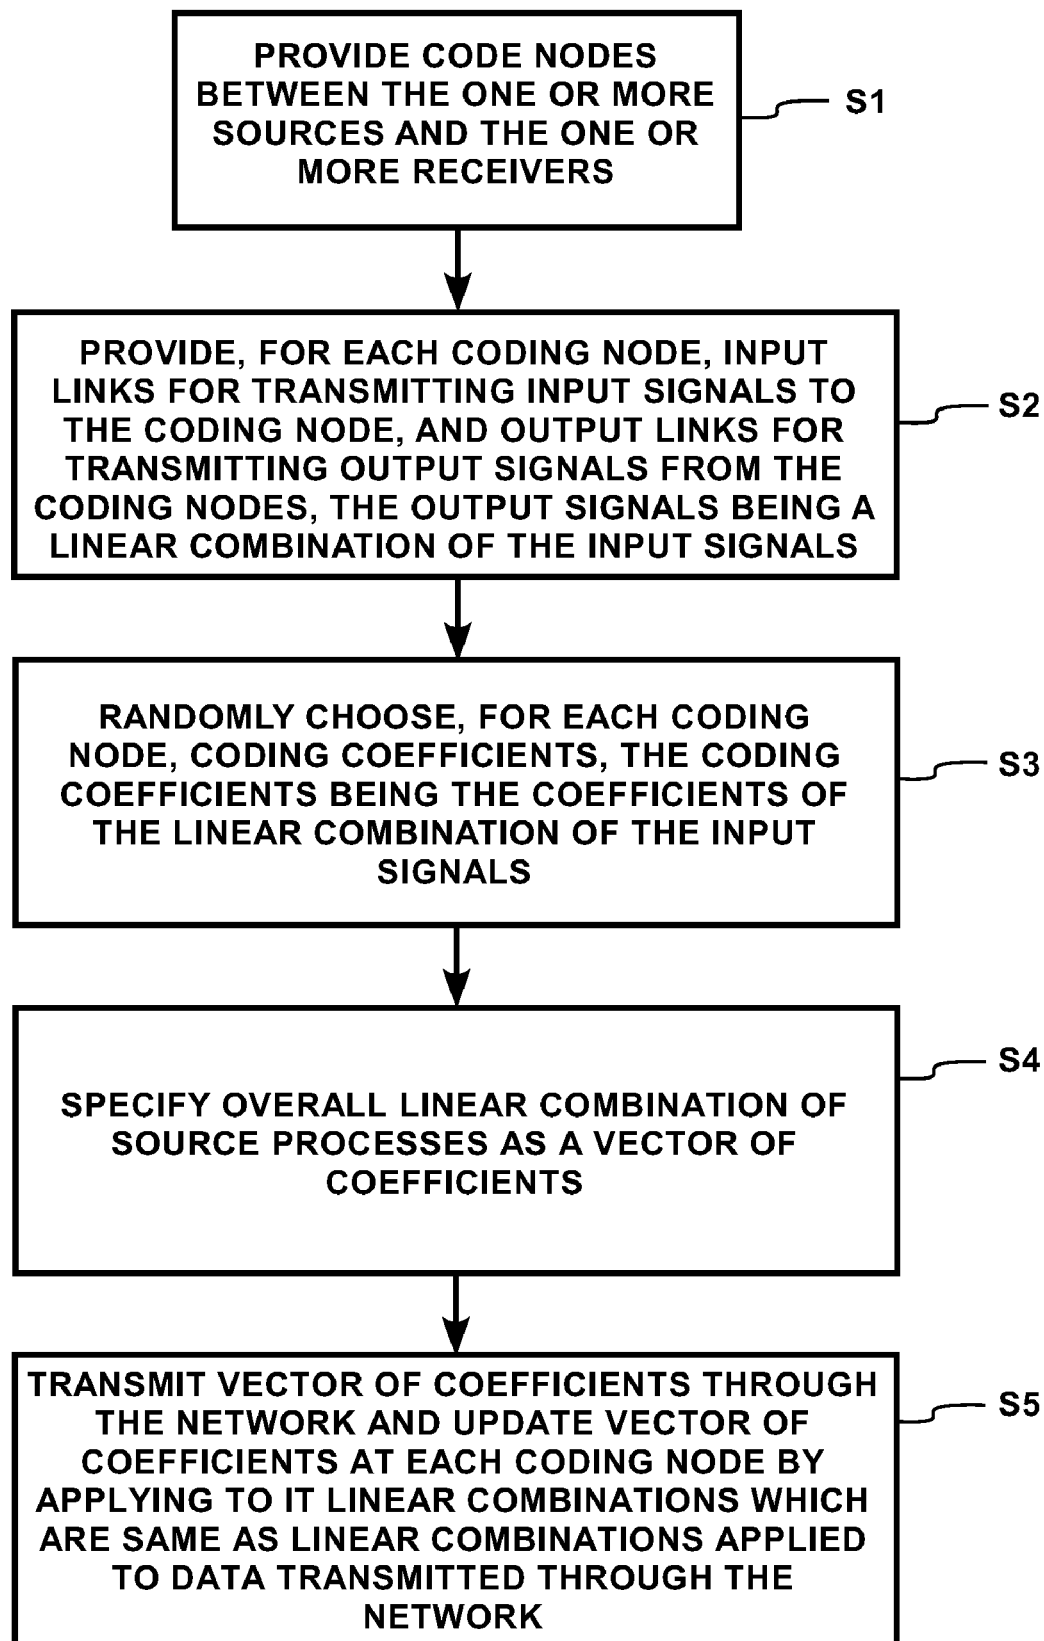 PROVIDE CODE NODES
BETWEEN THE ONE OR MORE
SOURCES AND THE ONE OR
MORE RECEIVERS
S1
PROVIDE, FOR EACH CODING NODE, INPUT
LINKS FOR TRANSMITTING INPUT SIGNALS TO
THE CODING NODE, AND OUTPUT LINKS FOR
TRANSMITTING OUTPUT SIGNALS FROM THE
CODING NODES, THE OUTPUT SIGNALS BEING A
LINEAR COMBINATION OF THE INPUT SIGNALS
S2
RANDOMLY CHOOSE, FOR EACH CODING
NODE, CODING COEFFICIENTS, THE CODING
COEFFICIENTS BEING THE COEFFICIENTS OF
THE LINEAR COMBINATION OF THE INPUT
SIGNALS
S3
SPECIFY OVERALL LINEAR COMBINATION OF
SOURCE PROCESSES AS A VECTOR OF
COEFFICIENTS
S4
TRANSMIT VECTOR OF COEFFICIENTS THROUGH
THE NETWORK AND UPDATE VECTOR OF
COEFFICIENTS AT EACH CODING NODE BY
APPLYING TO IT LINEAR COMBINATIONS WHICH
ARE SAME AS LINEAR COMBINATIONS APPLIED
TO DATA TRANSMITTED THROUGH THE
NETWORK
S5